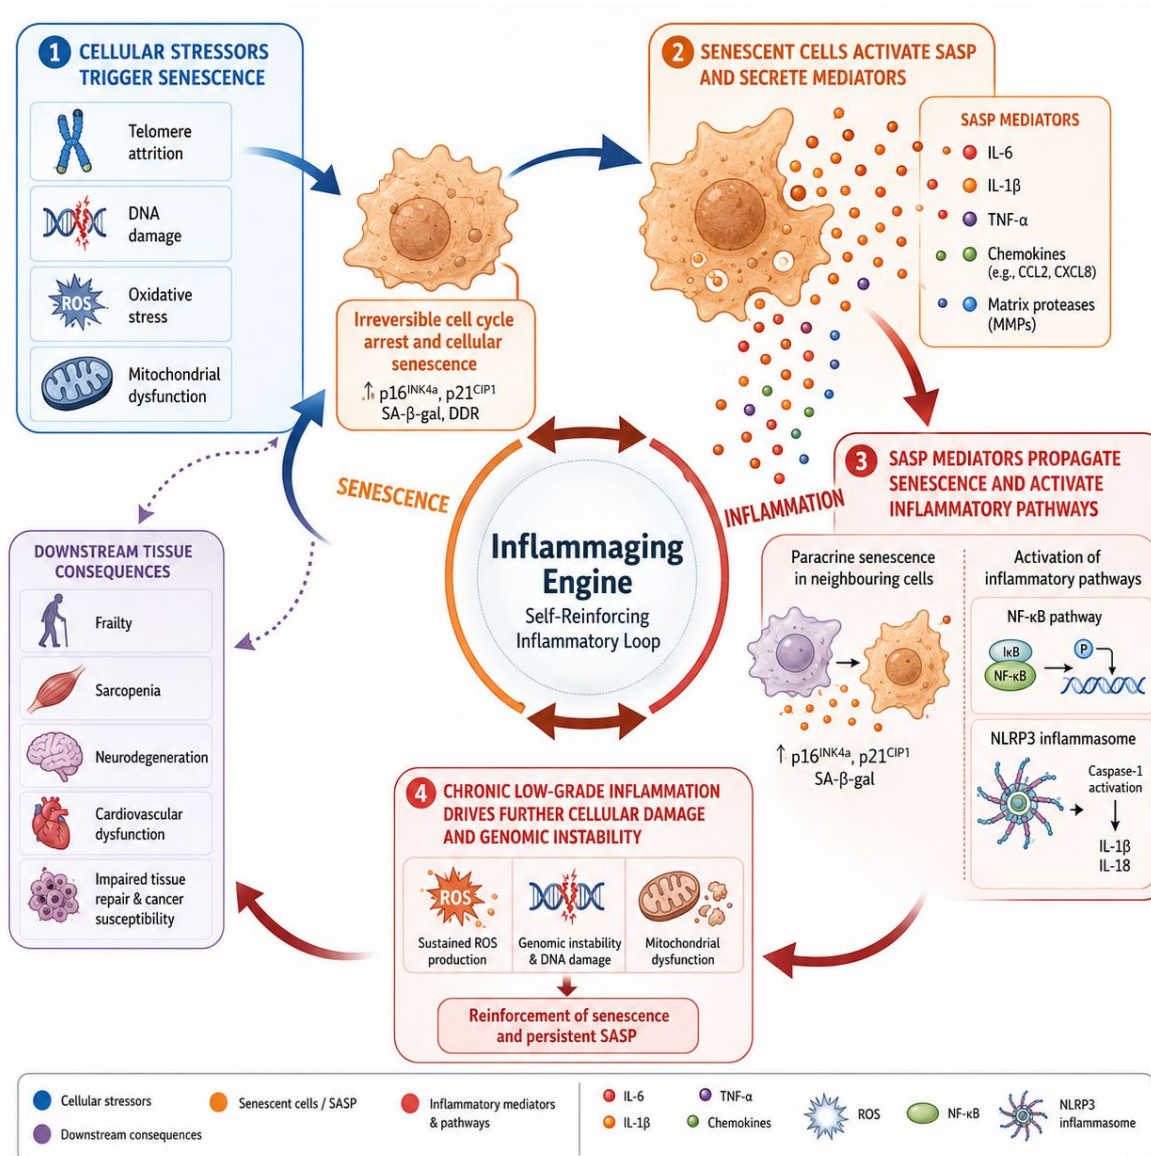 1 CELLULAR STRESSORS
TRIGGER SENESCENCE
Telomere
attrition
DNA
damage
ROS
Oxidative
stress
Mitochondrial
dysfunction
Irreversible cell cycle
arrest and cellular
senescence
↑ p16INK4a, p21CIP1
SA-β-gal, DDR
2 SENESCENT CELLS ACTIVATE SASP
AND SECRETE MEDIATORS
SASP MEDIATORS
IL-6
IL-1β
TNF-α
Chemokines
(e.g., CCL2, CXCL8)
Matrix proteases
(MMPs)
SENESCENCE
INFLAMMATION
Inflammaging
Engine
Self-Reinforcing
Inflammatory Loop
3 SASP MEDIATORS PROPAGATE
SENESCENCE AND ACTIVATE
INFLAMMATORY PATHWAYS
Paracrine senescence
in neighbouring cells
↑ p16INK4a, p21CIP1
SA-β-gal
Activation of
inflammatory pathways
NF-κB pathway
IκB
NF-κB
P
NLRP3 inflammasome
Caspase-1
activation
IL-1β
IL-18
4 CHRONIC LOW-GRADE INFLAMMATION
DRIVES FURTHER CELLULAR DAMAGE
AND GENOMIC INSTABILITY
ROS
Sustained ROS
production
Genomic instability
& DNA damage
Mitochondrial
dysfunction
Reinforcement of senescence
and persistent SASP
DOWNSTREAM TISSUE
CONSEQUENCES
Frailty
Sarcopenia
Neurodegeneration
Cardiovascular
dysfunction
Impaired tissue
repair & cancer
susceptibility
Cellular stressors
Senescent cells / SASP
Inflammatory mediators
& pathways
Downstream consequences
IL-6
IL-1β
TNF-α
Chemokines
ROS
NF-κB
NLRP3
inflammasome